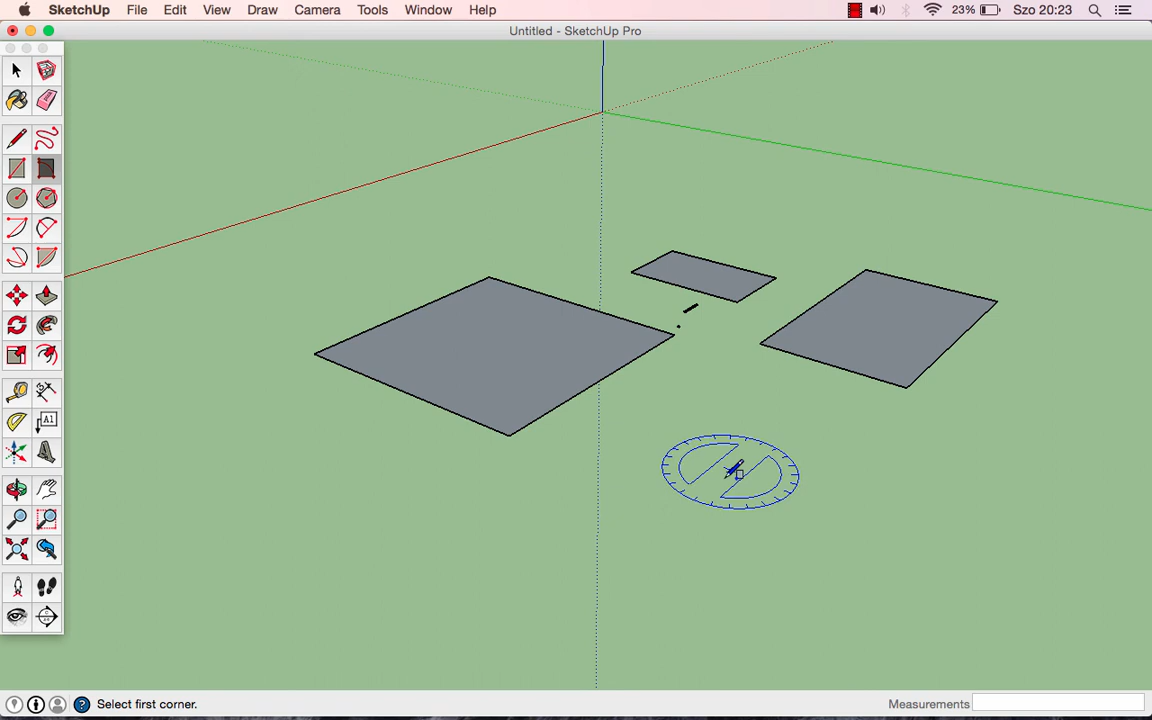 SketchUp File Edit View Draw Camera Tools Window Help 23% Szo 20:23
Untitled - SketchUp Pro
A1
Select first corner. Measurements